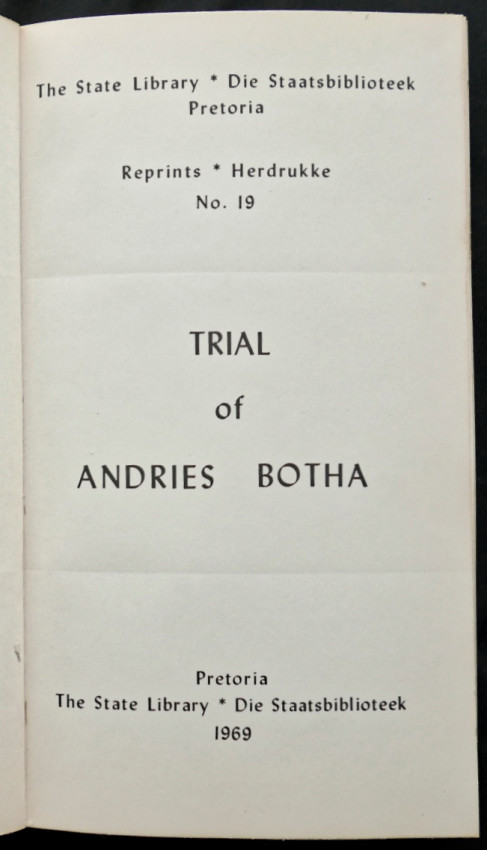 The State Library * Die Staatsbiblioteek
Pretoria
Reprints * Herdrukke
No. 19
TRIAL
of
ANDRIES BOTHA
Pretoria
The State Library * Die Staatsbiblioteek
1969